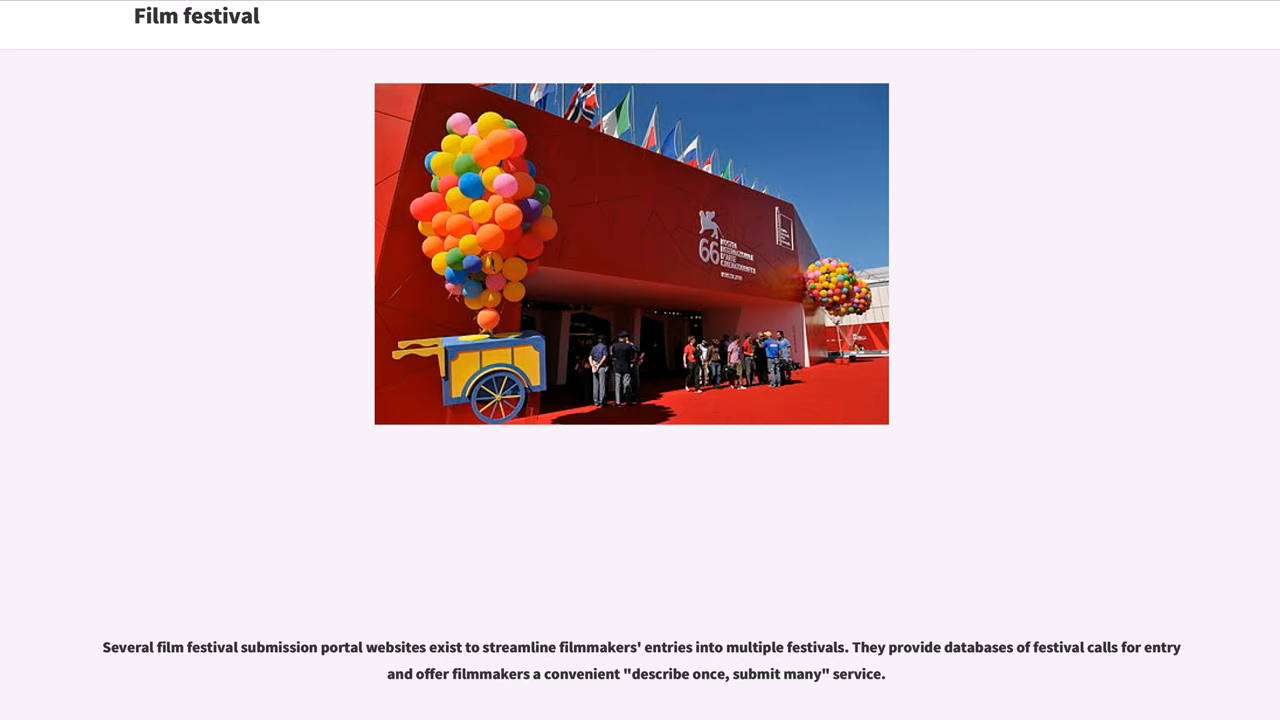 Film festival
66
Several film festival submission portal websites exist to streamline filmmakers' entries into multiple festivals. They provide databases of festival calls for entry
and offer filmmakers a convenient "describe once, submit many" service.